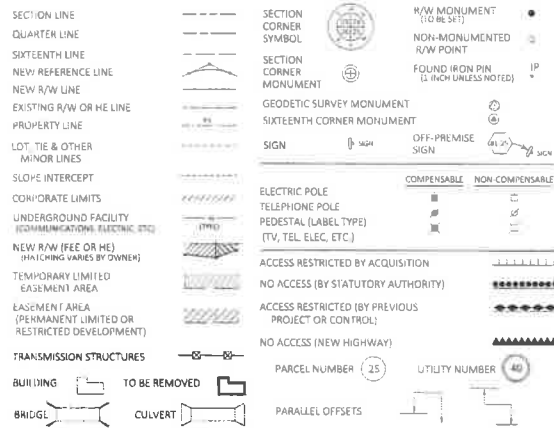 SECTION LINE
QUARTER LINE
SIXTEENTH LINE
NEW REFERENCE LINE
NEW R/W LINE
EXISTING R/W OR HE LINE
PROPERTY LINE
LOT, TIE & OTHER
MINOR LINES
SLOPE INTERCEPT
CORPORATE LIMITS
UNDERGROUND FACILITY
(COMMUNICATIONS, ELECTRIC, ETC)
(TYPE)
NEW R/W (FEE OR HE)
(HATCHING VARIES BY OWNER)
TEMPORARY LIMITED
EASEMENT AREA
EASEMENT AREA
(PERMANENT LIMITED OR
RESTRICTED DEVELOPMENT)
TRANSMISSION STRUCTURES
BUILDING
TO BE REMOVED
BRIDGE
CULVERT
SECTION
CORNER
SYMBOL
SECTION
CORNER
MONUMENT
R/W MONUMENT
(TO BE SET)
NON-MONUMENTED
R/W POINT
FOUND IRON PIN
(1 INCH UNLESS NOTED)
IP
GEODETIC SURVEY MONUMENT
SIXTEENTH CORNER MONUMENT
SIGN
SIGN
OFF-PREMISE
SIGN
SIGN
COMPENSABLE
NON-COMPENSABLE
ELECTRIC POLE
TELEPHONE POLE
PEDESTAL (LABEL TYPE)
(TV, TEL, ELEC, ETC.)
ACCESS RESTRICTED BY ACQUISITION
NO ACCESS (BY STATUTORY AUTHORITY)
ACCESS RESTRICTED (BY PREVIOUS
PROJECT OR CONTROL)
NO ACCESS (NEW HIGHWAY)
PARCEL NUMBER
25
UTILITY NUMBER
40
PARALLEL OFFSETS